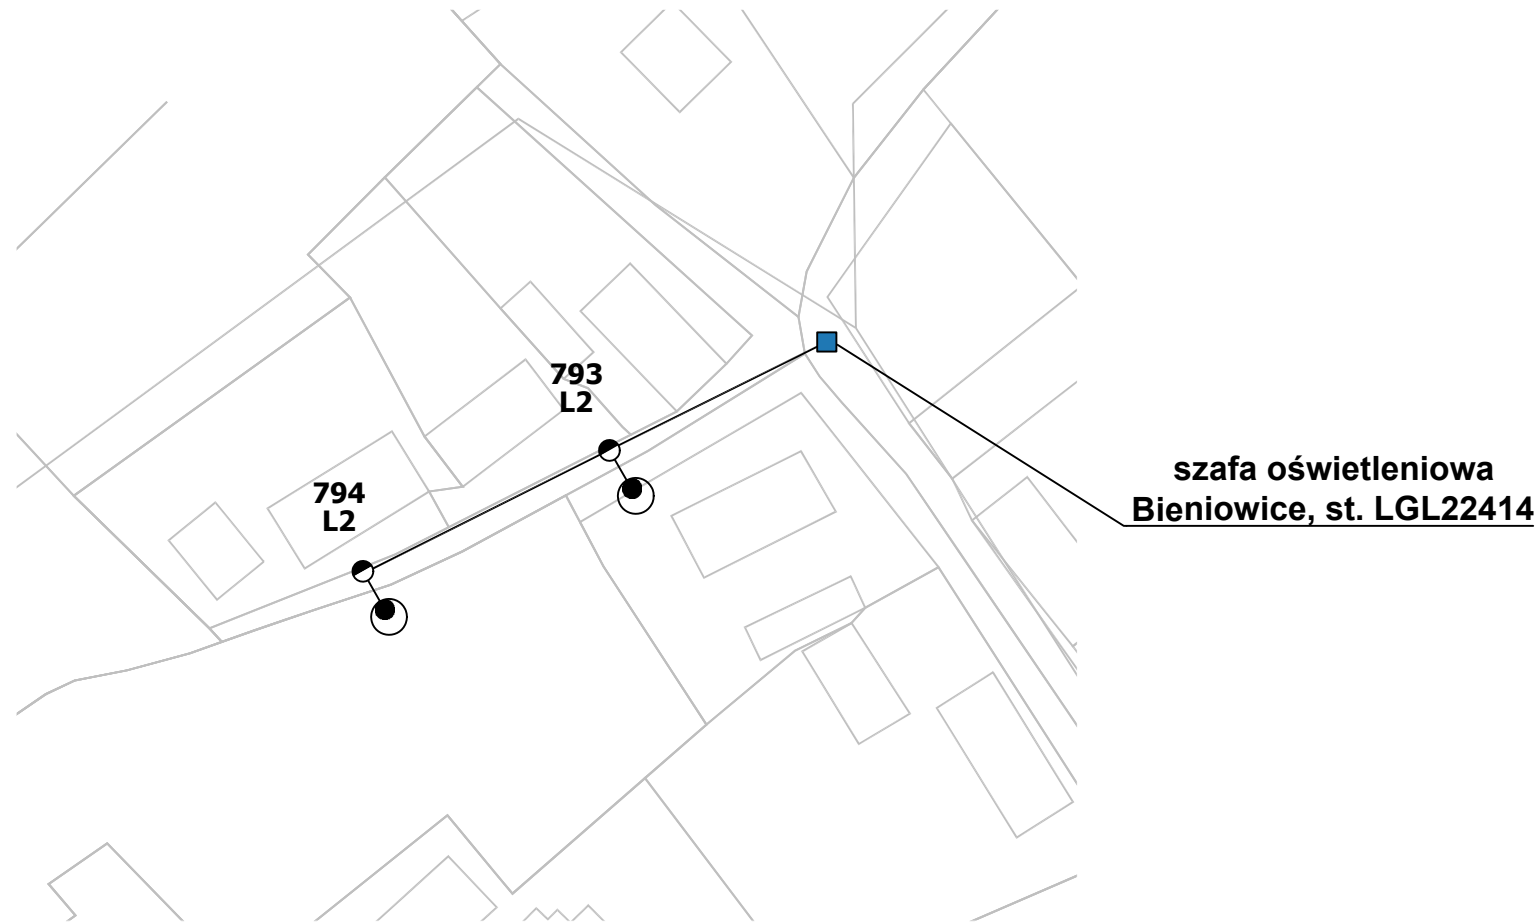 793
L2
794
L2
szafa oświetleniowa
Bieniowice, st. LGL22414